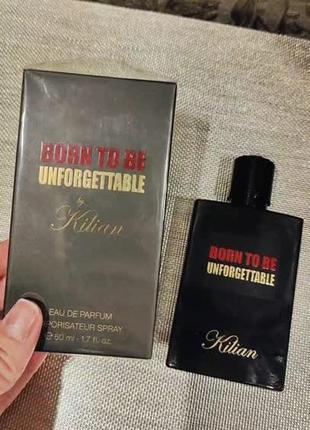 BORN TO BE
UNFORGETTABLE
by
Kilian
EAU DE PARFUM
VAPORISATEUR SPRAY
50 ml - 1.7 fl. oz.
BORN TO BE
UNFORGETTABLE
Kilian